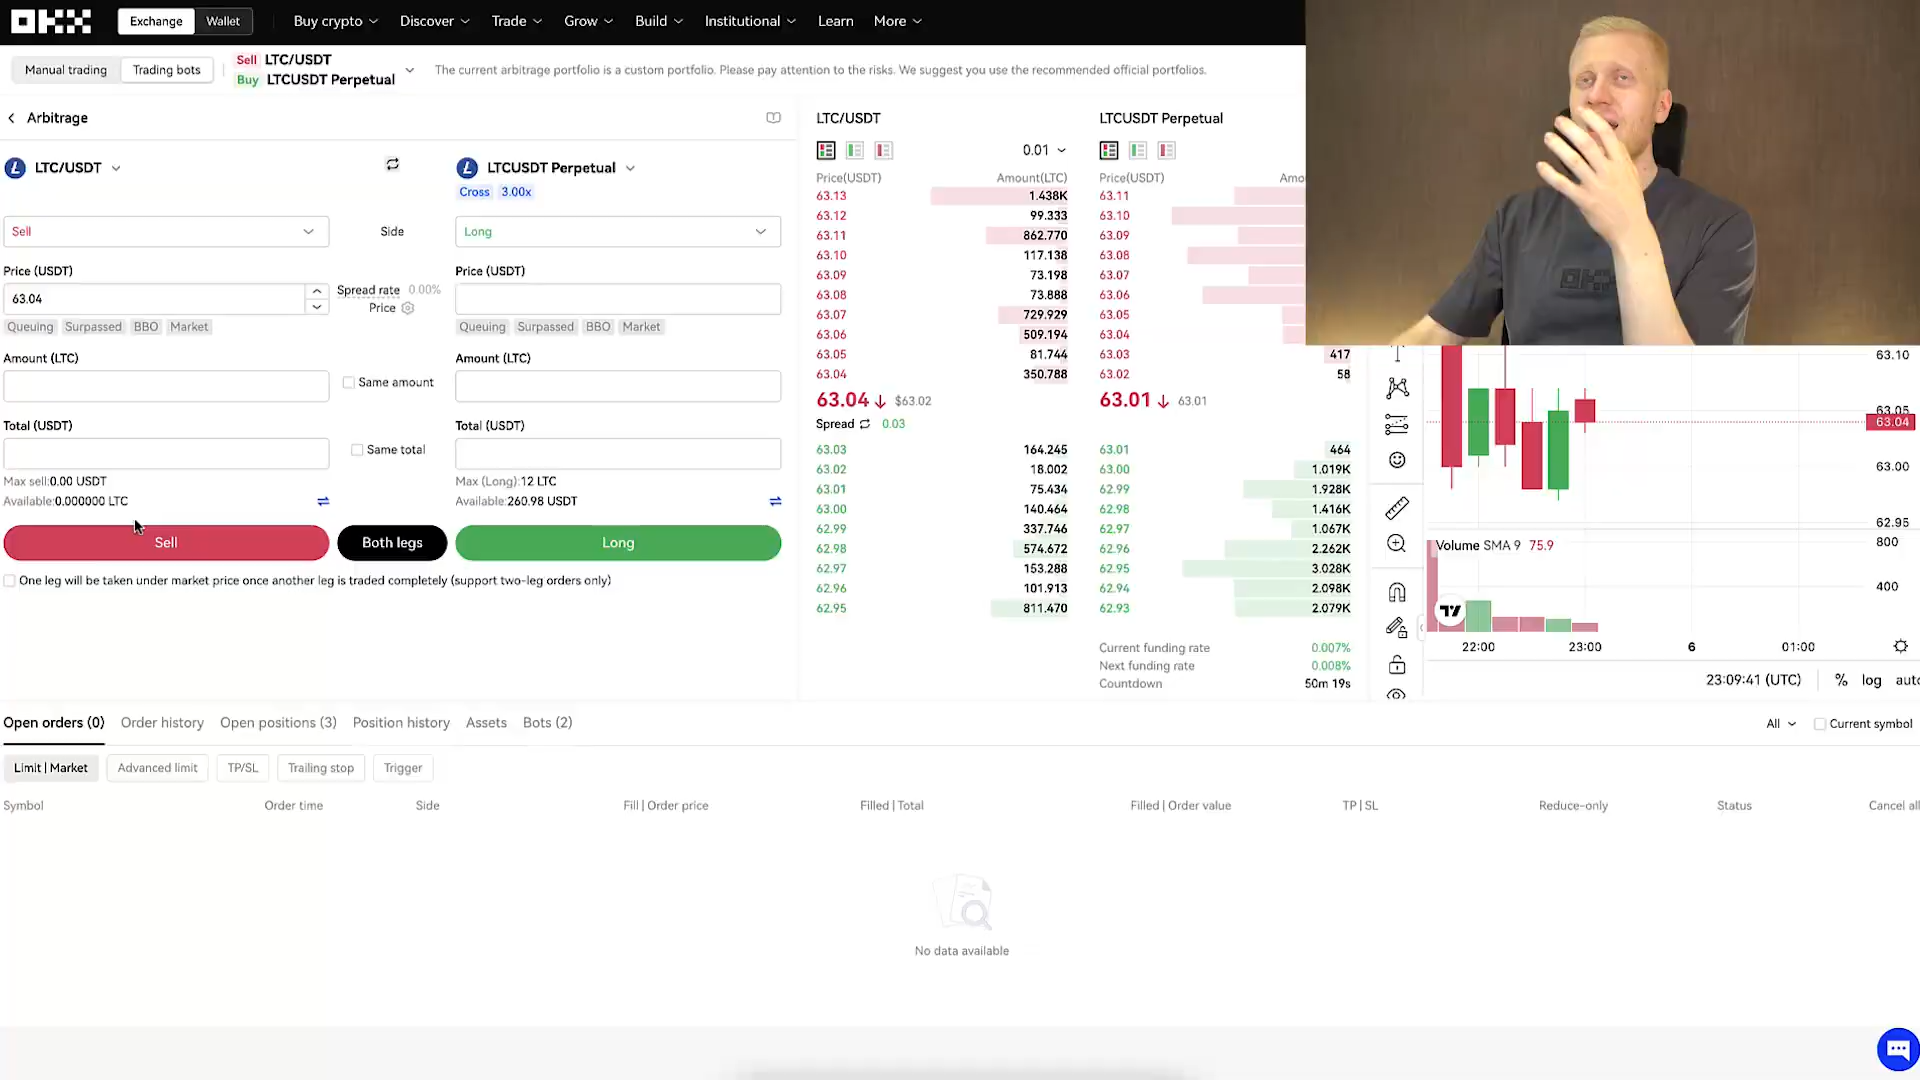 OKX
Exchange
Wallet
Buy crypto
Discover
Trade
Grow
Build
Institutional
Learn
More
Manual trading
Trading bots
Sell LTC/USDT
Buy LTCUSDT Perpetual
The current arbitrage portfolio is a custom portfolio. Please pay attention to the risks. We suggest you use the recommended official portfolios.
Arbitrage
LTC/USDT
LTCUSDT Perpetual
Cross 3.00x
Sell
Side
Long
Price (USDT)
Price (USDT)
63.04
Spread rate 0.00%
Price
Queuing Surpassed BBO Market
Queuing Surpassed BBO Market
Amount (LTC)
Amount (LTC)
Same amount
Total (USDT)
Total (USDT)
Same total
Max sell:0.00 USDT
Max (Long):12 LTC
Available:0.000000 LTC
Available:260.98 USDT
Sell
Both legs
Long
One leg will be taken under market price once another leg is traded completely (support two-leg orders only)
LTC/USDT
0.01
Price(USDT) Amount(LTC)
63.13 1.438K
63.12 99.333
63.11 862.770
63.10 117.138
63.09 73.198
63.08 73.888
63.07 729.929
63.06 509.194
63.05 81.744
63.04 350.788
63.04 $63.02
Spread 0.03
63.03 164.245
63.02 18.002
63.01 75.434
63.00 140.464
62.99 337.746
62.98 574.672
62.97 153.288
62.96 101.913
62.95 811.470
LTCUSDT Perpetual
Price(USDT) Amo
63.11
63.10
63.09
63.08
63.07
63.06
63.05
63.04
63.03 417
63.02 58
63.01 63.01
63.01 464
63.00 1.019K
62.99 1.928K
62.98 1.416K
62.97 1.067K
62.96 2.262K
62.95 3.028K
62.94 2.098K
62.93 2.079K
Current funding rate 0.007%
Next funding rate 0.008%
Countdown 50m 19s
OKX
63.10
63.05
63.04
63.00
62.95
Volume SMA 9 75.9
800
400
22:00 23:00 6 01:00
23:09:41 (UTC) % log auto
Open orders (0)
Order history
Open positions (3)
Position history
Assets
Bots (2)
All
Current symbol
Limit | Market
Advanced limit
TP/SL
Trailing stop
Trigger
Symbol
Order time
Side
Fill | Order price
Filled | Total
Filled | Order value
TP | SL
Reduce-only
Status
Cancel all
No data available